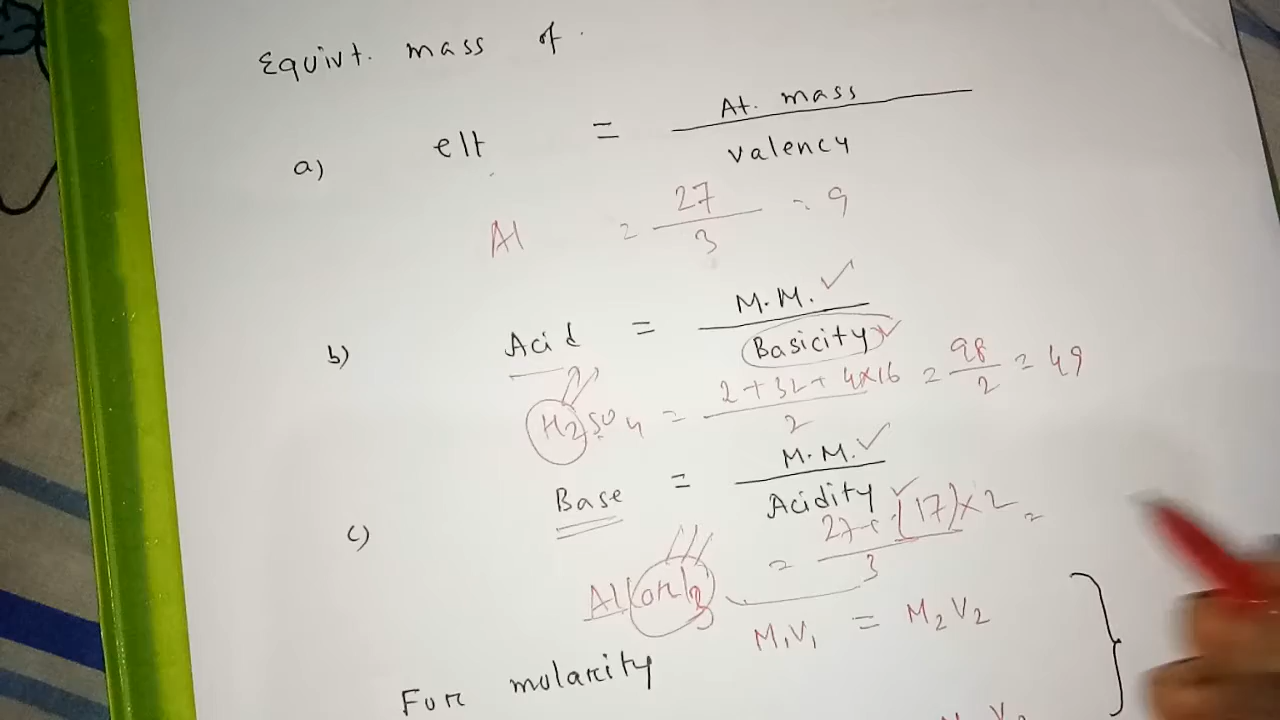 Equivt. mass of.
a) elt = At. mass / valency
Al = 27 / 3 = 9
b) Acid = M.M. / Basicity
H2SO4 = 2 + 32 + 4x16 / 2 = 98 / 2 = 49
c) Base = M.M. / Acidity
Al(OH)3 = 27+ (17)x2 / 3 =
M1V1 = M2V2
For molarity